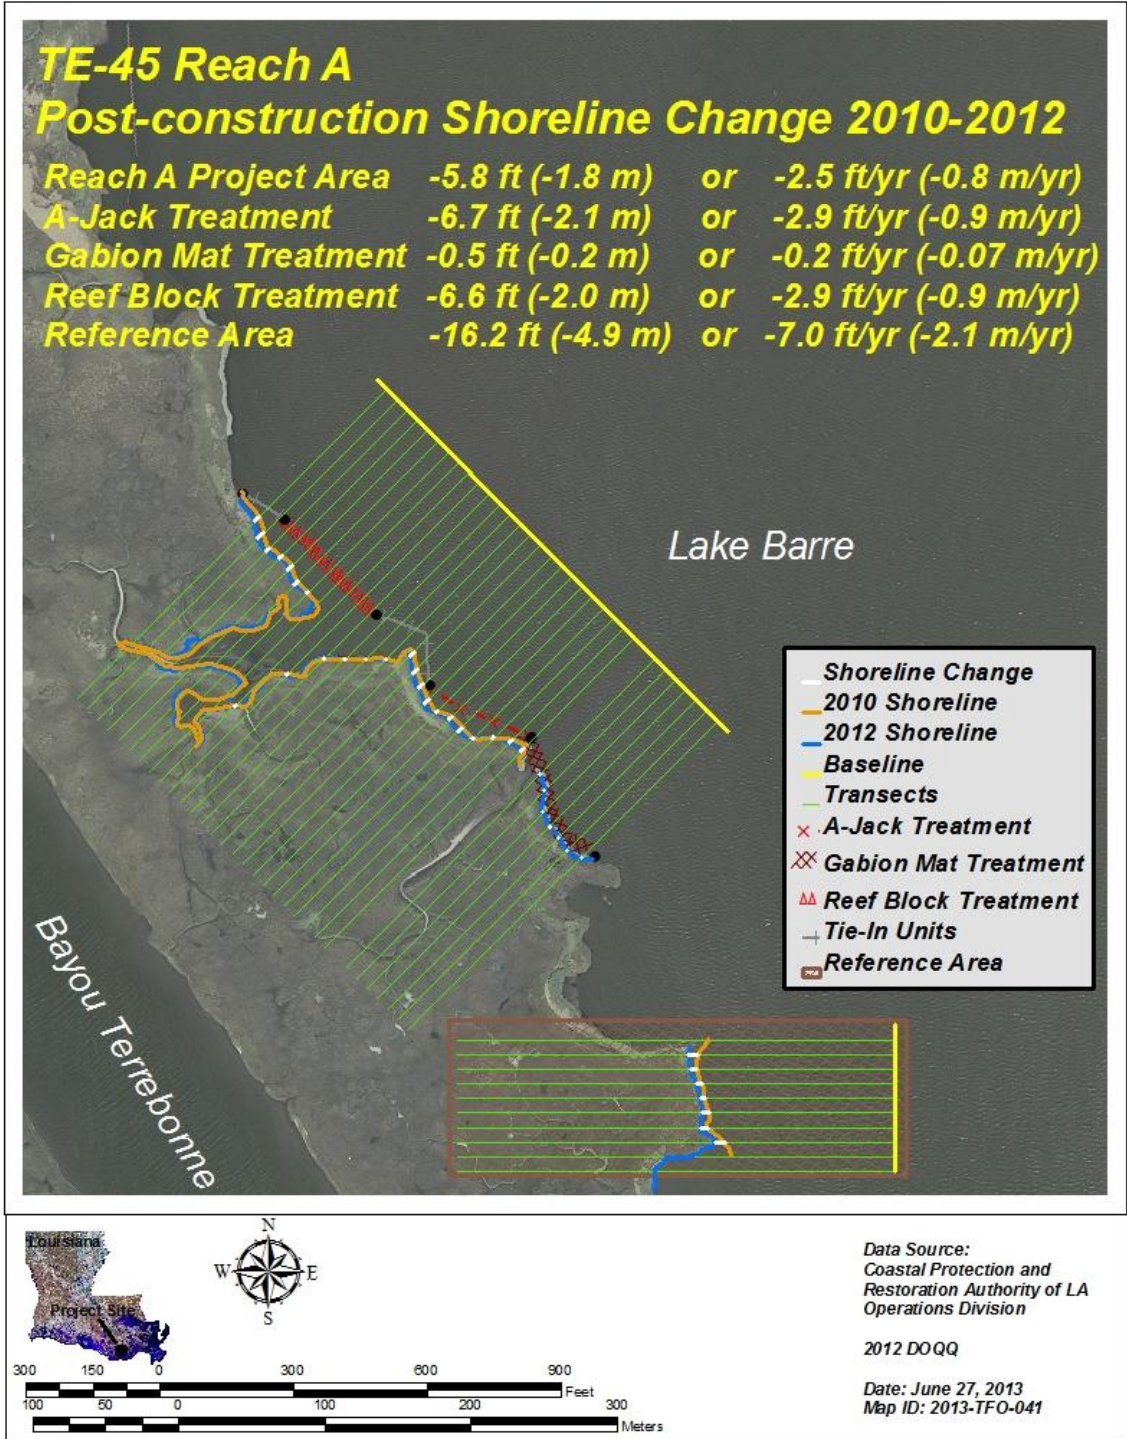 TE-45 Reach A
Post-construction Shoreline Change 2010-2012
Reach A Project Area -5.8 ft (-1.8 m) or -2.5 ft/yr (-0.8 m/yr)
A-Jack Treatment -6.7 ft (-2.1 m) or -2.9 ft/yr (-0.9 m/yr)
Gabion Mat Treatment -0.5 ft (-0.2 m) or -0.2 ft/yr (-0.07 m/yr)
Reef Block Treatment -6.6 ft (-2.0 m) or -2.9 ft/yr (-0.9 m/yr)
Reference Area -16.2 ft (-4.9 m) or -7.0 ft/yr (-2.1 m/yr)
Lake Barre
Shoreline Change
2010 Shoreline
2012 Shoreline
Baseline
Transects
A-Jack Treatment
Gabion Mat Treatment
Reef Block Treatment
Tie-In Units
Reference Area
Bayou Terrebonne
Louisiana
Project Site
N
W E
S
300 150 0 300 600 900
Feet
100 50 0 100 200 300
Meters
Data Source:
Coastal Protection and
Restoration Authority of LA
Operations Division
2012 DOQQ
Date: June 27, 2013
Map ID: 2013-TFO-041